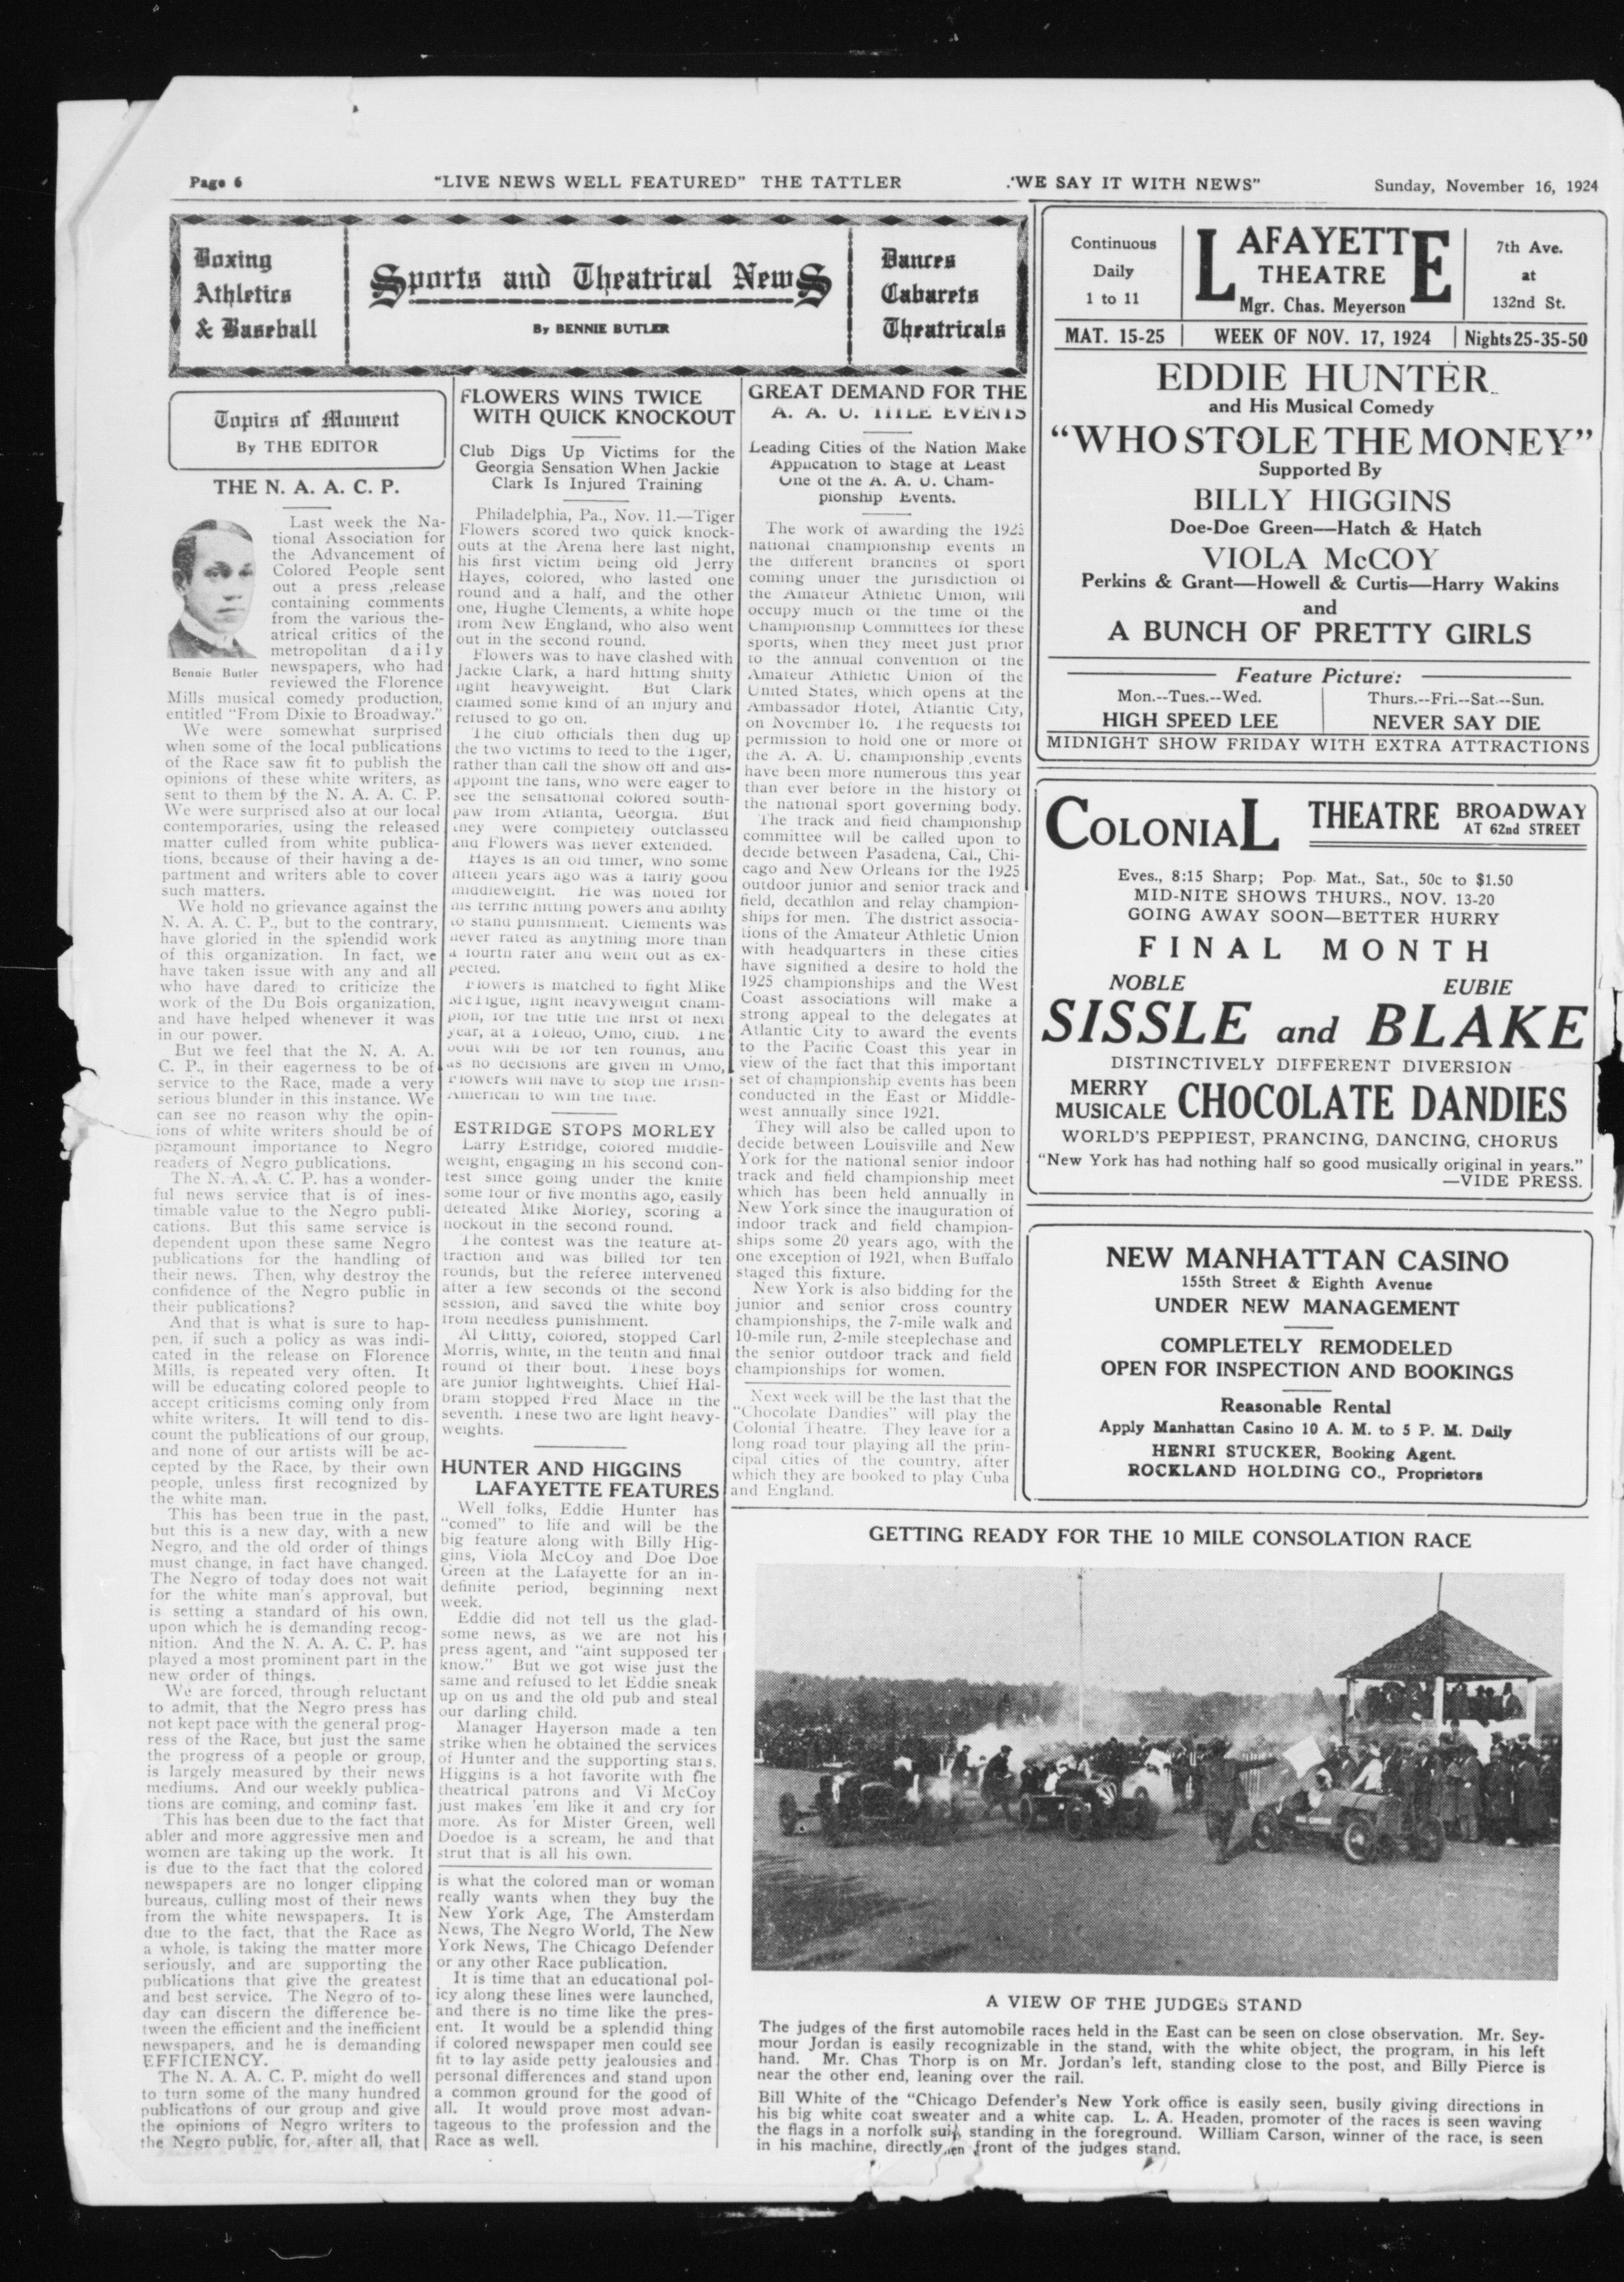 Page 6
"LIVE NEWS WELL FEATURED" THE TATTLER
."WE SAY IT WITH NEWS"
Sunday, November 16, 1924
Boxing
Athletics
& Baseball
Sports and Theatrical News
By BENNIE BUTLER
Dances
Cabarets
Theatricals
Topics of Moment
By THE EDITOR
THE N. A. A. C. P.
Last week the Na-
tional Association for
the Advancement of
Colored People sent
out a press ,release
containing comments
from the various the-
atrical critics of the
metropolitan daily
newspapers, who had
reviewed the Florence
Bennie Butler
Mills musical comedy production,
entitled "From Dixie to Broadway."
We were somewhat surprised
when some of the local publications
of the Race saw fit to publish the
opinions of these white writers, as
sent to them by the N. A. A. C. P.
We were surprised also at our local
contemporaries, using the released
matter culled from white publica-
tions, because of their having a de-
partment and writers able to cover
such matters.
We hold no grievance against the
N. A. A. C. P., but to the contrary,
have gloried in the splendid work
of this organization. In fact, we
have taken issue with any and all
who have dared to criticize the
work of the Du Bois organization,
and have helped whenever it was
in our power.
But we feel that the N. A. A.
C. P., in their eagerness to be of
service to the Race, made a very
serious blunder in this instance. We
can see no reason why the opin-
ions of white writers should be of
paramount importance to Negro
readers of Negro publications.
The N. A. A. C. P. has a wonder-
ful news service that is of ines-
timable value to the Negro publi-
cations. But this same service is
dependent upon these same Negro
publications for the handling of
their news. Then, why destroy the
confidence of the Negro public in
their publications?
And that is what is sure to hap-
pen, if such a policy as was indi-
cated in the release on Florence
Mills, is repeated very often. It
will be educating colored people to
accept criticisms coming only from
white writers. It will tend to dis-
count the publications of our group,
and none of our artists will be ac-
cepted by the Race, by their own
people, unless first recognized by
the white man.
This has been true in the past,
but this is a new day, with a new
Negro, and the old order of things
must change, in fact have changed.
The Negro of today does not wait
for the white man's approval, but
is setting a standard of his own,
upon which he is demanding recog-
nition. And the N. A. A. C. P. has
played a most prominent part in the
new order of things.
We are forced, through reluctant
to admit, that the Negro press has
not kept pace with the general prog-
ress of the Race, but just the same
the progress of a people or group,
is largely measured by their news
mediums. And our weekly publica-
tions are coming, and coming fast.
This has been due to the fact that
abler and more aggressive men and
women are taking up the work. It
is due to the fact that the colored
newspapers are no longer clipping
bureaus, culling most of their news
from the white newspapers. It is
due to the fact, that the Race as
a whole, is taking the matter more
seriously, and are supporting the
publications that give the greatest
and best service. The Negro of to-
day can discern the difference be-
tween the efficient and the inefficient
newspapers, and he is demanding
EFFICIENCY.
The N. A. A. C. P. might do well
to turn some of the many hundred
publications of our group and give
the opinions of Negro writers to
the Negro public, for, after all, that
FLOWERS WINS TWICE
WITH QUICK KNOCKOUT
Club Digs Up Victims for the
Georgia Sensation When Jackie
Clark Is Injured Training
Philadelphia, Pa., Nov. 11.—Tiger
Flowers scored two quick knock-
outs at the Arena here last night,
his first victim being old Jerry
Hayes, colored, who lasted one
round and a half, and the other
one, Hughe Clements, a white hope
from New England, who also went
out in the second round.
Flowers was to have clashed with
Jackie Clark, a hard hitting shifty
light heavyweight. But Clark
claimed some kind of an injury and
refused to go on.
The club officials then dug up
the two victims to feed to the Tiger,
rather than call the show off and dis-
appoint the fans, who were eager to
see the sensational colored south-
paw from Atlanta, Georgia. But
they were completely outclassed
and Flowers was never extended.
Hayes is an old timer, who some
fifteen years ago was a fairly good
middleweight. He was noted for
his terrific hitting powers and ability
to stand punishment. Clements was
never rated as anything more than
a fourth rater and went out as ex-
pected.
Flowers is matched to fight Mike
McTigue, light heavyweight cham-
pion, for the title the first of next
year, at a Toledo, Ohio, club. The
bout will be for ten rounds, and
as no decisions are given in Ohio,
Flowers will have to stop the Irish-
American to win the title.
ESTRIDGE STOPS MORLEY
Larry Estridge, colored middle-
weight, engaging in his second con-
test since going under the knife
some four or five months ago, easily
defeated Mike Morley, scoring a
nockout in the second round.
The contest was the feature at-
traction and was billed for ten
rounds, but the referee intervened
after a few seconds of the second
session, and saved the white boy
from needless punishment.
Al Clitty, colored, stopped Carl
Morris, white, in the tenth and final
round of their bout. These boys
are junior lightweights. Chief Hal-
bram stopped Fred Mace in the
seventh. These two are light heavy-
weights.
HUNTER AND HIGGINS
LAFAYETTE FEATURES
Well folks, Eddie Hunter has
"comed" to life and will be the
big feature along with Billy Hig-
gins, Viola McCoy and Doe Doe
Green at the Lafayette for an in-
definite period, beginning next
week.
Eddie did not tell us the glad-
some news, as we are not his
press agent, and "aint supposed ter
know." But we got wise just the
same and refused to let Eddie sneak
up on us and the old pub and steal
our darling child.
Manager Hayerson made a ten
strike when he obtained the services
of Hunter and the supporting stars.
Higgins is a hot favorite with the
theatrical patrons and Vi McCoy
just makes 'em like it and cry for
more. As for Mister Green, well
Doedoe is a scream, he and that
strut that is all his own.
is what the colored man or woman
really wants when they buy the
New York Age, The Amsterdam
News, The Negro World, The New
York News, The Chicago Defender
or any other Race publication.
It is time that an educational pol-
icy along these lines were launched,
and there is no time like the pres-
ent. It would be a splendid thing
if colored newspaper men could see
fit to lay aside petty jealousies and
personal differences and stand upon
a common ground for the good of
all. It would prove most advan-
tageous to the profession and the
Race as well.
GREAT DEMAND FOR THE
A. A. U. TITLE EVENTS
Leading Cities of the Nation Make
Application to Stage at Least
One of the A. A. U. Cham-
pionship Events.
The work of awarding the 1925
national championship events in
the different branches of sport
coming under the jurisdiction of
the Amateur Athletic Union, will
occupy much of the time of the
Championship Committees for these
sports, when they meet just prior
to the annual convention of the
Amateur Athletic Union of the
United States, which opens at the
Ambassador Hotel, Atlantic City,
on November 16. The requests for
permission to hold one or more of
the A. A. U. championship events
have been more numerous this year
than ever before in the history of
the national sport governing body.
The track and field championship
committee will be called upon to
decide between Pasadena, Cal., Chi-
cago and New Orleans for the 1925
outdoor junior and senior track and
field, decathlon and relay champion-
ships for men. The district associa-
tions of the Amateur Athletic Union
with headquarters in these cities
have signified a desire to hold the
1925 championships and the West
Coast associations will make a
strong appeal to the delegates at
Atlantic City to award the events
to the Pacific Coast this year in
view of the fact that this important
set of championship events has been
conducted in the East or Middle-
west annually since 1921.
They will also be called upon to
decide between Louisville and New
York for the national senior indoor
track and field championship meet
which has been held annually in
New York since the inauguration of
indoor track and field champion-
ships some 20 years ago, with the
one exception of 1921, when Buffalo
staged this fixture.
New York is also bidding for the
junior and senior cross country
championships, the 7-mile walk and
10-mile run, 2-mile steeplechase and
the senior outdoor track and field
championships for women.
Next week will be the last that the
"Chocolate Dandies" will play the
Colonial Theatre. They leave for a
long road tour playing all the prin-
cipal cities of the country, after
which they are booked to play Cuba
and England.
Continuous
Daily
1 to 11
LAFAYETTE
THEATRE
Mgr. Chas. Meyerson
7th Ave.
at
132nd St.
MAT. 15-25 | WEEK OF NOV. 17, 1924 | Nights 25-35-50
EDDIE HUNTER
and His Musical Comedy
"WHO STOLE THE MONEY"
Supported By
BILLY HIGGINS
Doe-Doe Green—Hatch & Hatch
VIOLA McCOY
Perkins & Grant—Howell & Curtis—Harry Wakins
and
A BUNCH OF PRETTY GIRLS
Feature Picture:
Mon.--Tues.--Wed.
HIGH SPEED LEE
Thurs.--Fri.--Sat.--Sun.
NEVER SAY DIE
MIDNIGHT SHOW FRIDAY WITH EXTRA ATTRACTIONS
COLONIAL THEATRE BROADWAY
AT 62nd STREET
Eves., 8:15 Sharp; Pop. Mat., Sat., 50c to $1.50
MID-NITE SHOWS THURS., NOV. 13-20
GOING AWAY SOON—BETTER HURRY
FINAL MONTH
NOBLE EUBIE
SISSLE and BLAKE
DISTINCTIVELY DIFFERENT DIVERSION
MERRY
MUSICALE CHOCOLATE DANDIES
WORLD'S PEPPIEST, PRANCING, DANCING, CHORUS
"New York has had nothing half so good musically original in years."
—VIDE PRESS.
NEW MANHATTAN CASINO
155th Street & Eighth Avenue
UNDER NEW MANAGEMENT
COMPLETELY REMODELED
OPEN FOR INSPECTION AND BOOKINGS
Reasonable Rental
Apply Manhattan Casino 10 A. M. to 5 P. M. Daily
HENRI STUCKER, Booking Agent.
ROCKLAND HOLDING CO., Proprietors
GETTING READY FOR THE 10 MILE CONSOLATION RACE
A VIEW OF THE JUDGES STAND
The judges of the first automobile races held in the East can be seen on close observation. Mr. Sey-
mour Jordan is easily recognizable in the stand, with the white object, the program, in his left
hand. Mr. Chas Thorp is on Mr. Jordan's left, standing close to the post, and Billy Pierce is
near the other end, leaning over the rail.
Bill White of the "Chicago Defender's New York office is easily seen, busily giving directions in
his big white coat sweater and a white cap. L. A. Headen, promoter of the races is seen waving
the flags in a norfolk suit, standing in the foreground. William Carson, winner of the race, is seen
in his machine, directly front of the judges stand.